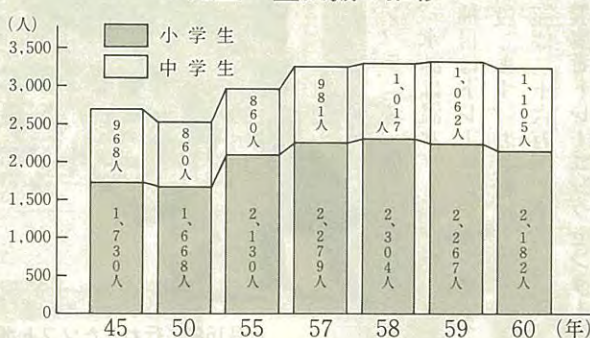 (人)
3,500
3.000
2.500
2.000
1.500
1.000
500
0
小学生
中学生
968人
860人
860人
981人
1、017人
1、062人
1、105人
1、730人
1、668人
2、130人
2、279人
2、304人
2、267人
2、182人
45 50 55 57 58 59 60 (年)